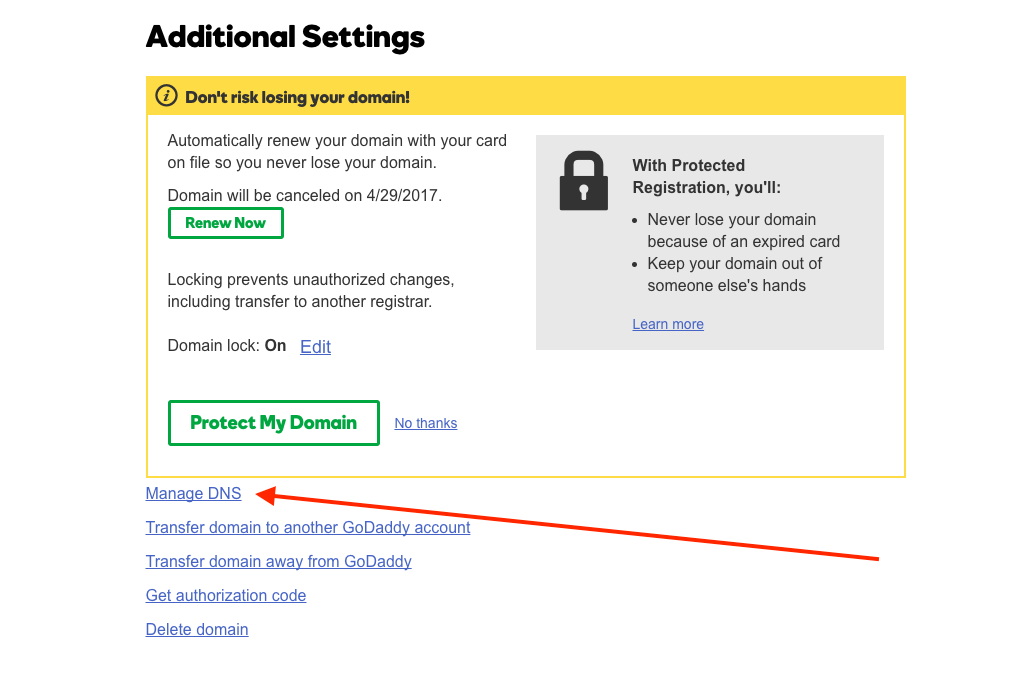 Additional Settings
Don't risk losing your domain!
Automatically renew your domain with your card
on file so you never lose your domain.
Domain will be canceled on 4/29/2017.
Renew Now
Locking prevents unauthorized changes,
including transfer to another registrar.
Domain lock: On Edit
Protect My Domain No thanks
With Protected
Registration, you'll:
• Never lose your domain
because of an expired card
• Keep your domain out of
someone else's hands
Learn more
Manage DNS
Transfer domain to another GoDaddy account
Transfer domain away from GoDaddy
Get authorization code
Delete domain